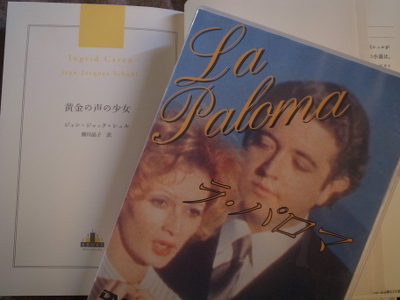 Ingrid Caven
Jean-Jacques Schuhl
黄金の声の少女
ジャン=ジャック・シュル
La
Paloma
ラ・パロマ